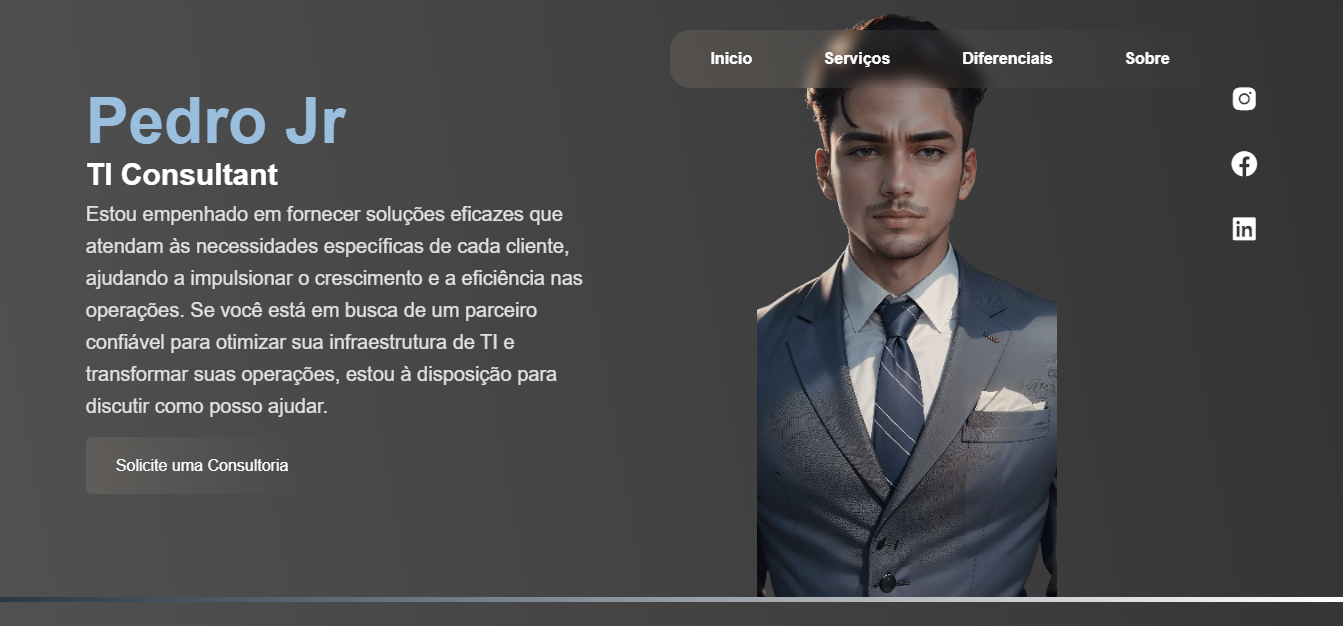 Inicio
Serviços
Diferenciais
Sobre
Pedro Jr
TI Consultant
Estou empenhado em fornecer soluções eficazes que
atendam às necessidades específicas de cada cliente,
ajudando a impulsionar o crescimento e a eficiência nas
operações. Se você está em busca de um parceiro
confiável para otimizar sua infraestrutura de TI e
transformar suas operações, estou à disposição para
discutir como posso ajudar.
Solicite uma Consultoria